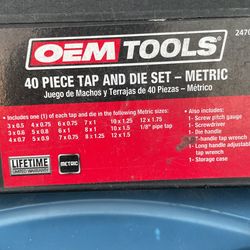 OEM TOOLS
2470
40 PIECE TAP AND DIE SET – METRIC
Juego de Machos y Terrajas de 40 Piezas – Métrico
• Includes one (1) of each tap and die in the following Metric sizes:
3 x 0.5 4 x 0.75 6 x 0.75 7 x 1 10 x 1.25 12 x 1.75
3 x 0.6 5 x 0.8 6 x 1 8 x 1 10 x 1.5 1/8" pipe tap
4 x 0.7 5 x 0.9 7 x 0.75 8 x 1.25 12 x 1.5
• Also includes:
1 - Screw pitch gauge
1 - Screwdriver
1 - Die handle
1 - T-handle tap wrench
1 - Long handle adjustable
tap wrench
1 - Storage case
LIFETIME
LIMITED WARRANTY
METRIC